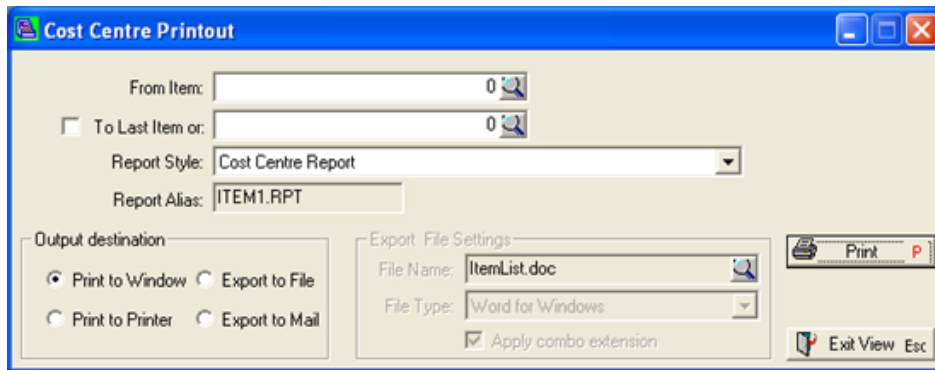 Cost Centre Printout
From Item: 0
To Last Item or: 0
Report Style: Cost Centre Report
Report Alias: ITEM1.RPT
Output destination
Print to Window Export to File
Print to Printer Export to Mail
Export File Settings
File Name: ItemList.doc
File Type: Word for Windows
Apply combo extension
Print P
Exit View Esc